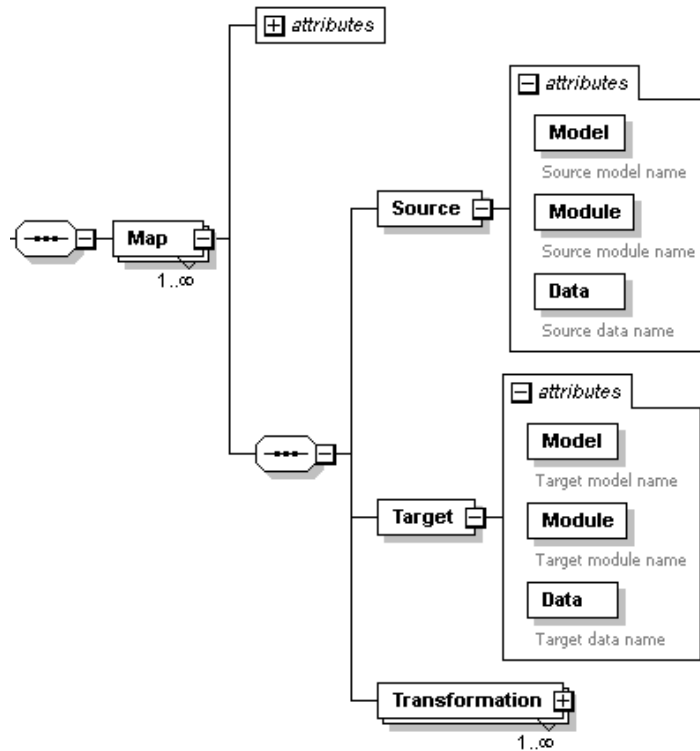 attributes
attributes
Model
Source model name
Source
Module
Source module name
Map
1..∞
Data
Source data name
attributes
Model
Target model name
Target
Module
Target module name
Data
Target data name
Transformation
1..∞